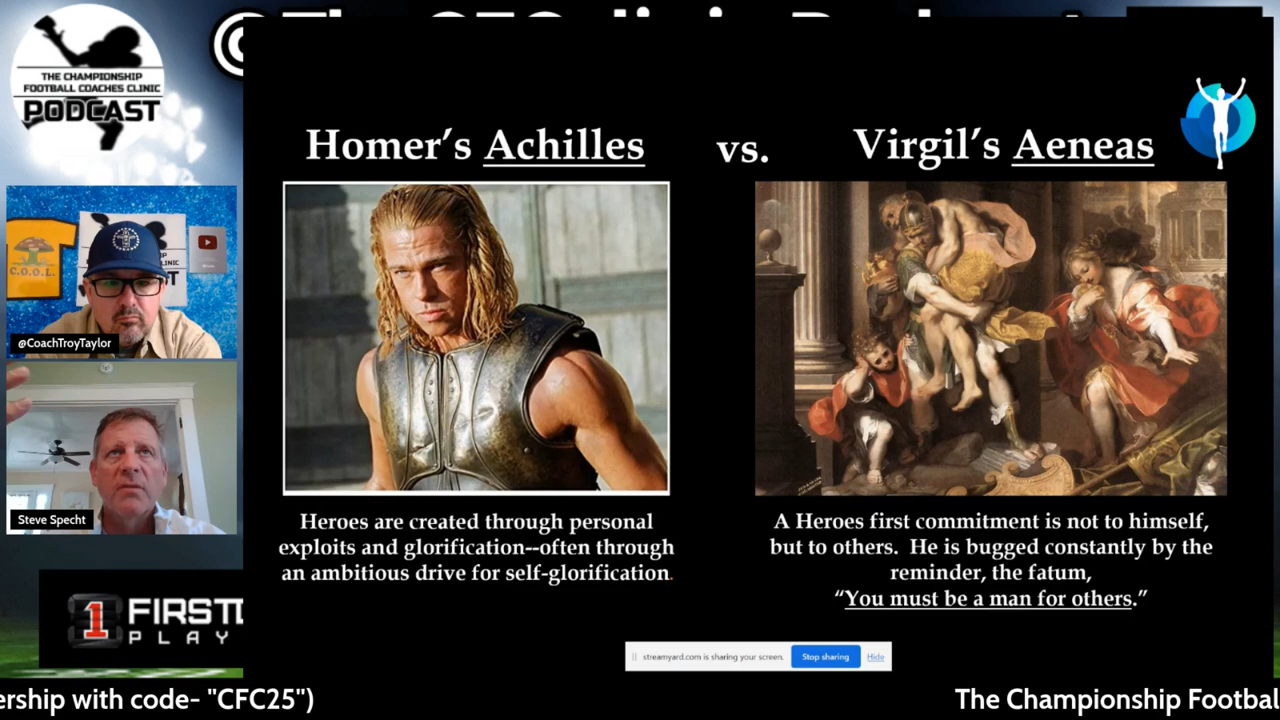 THE CHAMPIONSHIP
FOOTBALL COACHES CLINIC
PODCAST
Homer's Achilles
vs.
Virgil's Aeneas
C.O.O.L.
@CoachTroyTaylor
Steve Specht
Heroes are created through personal
exploits and glorification--often through
an ambitious drive for self-glorification.
A Heroes first commitment is not to himself,
but to others. He is bugged constantly by the
reminder, the fatum,
“You must be a man for others.”
1
PLAY
streamyard.com is sharing your screen.
Stop sharing
Hide
ership with code- "CFC25")
The Championship Footbal